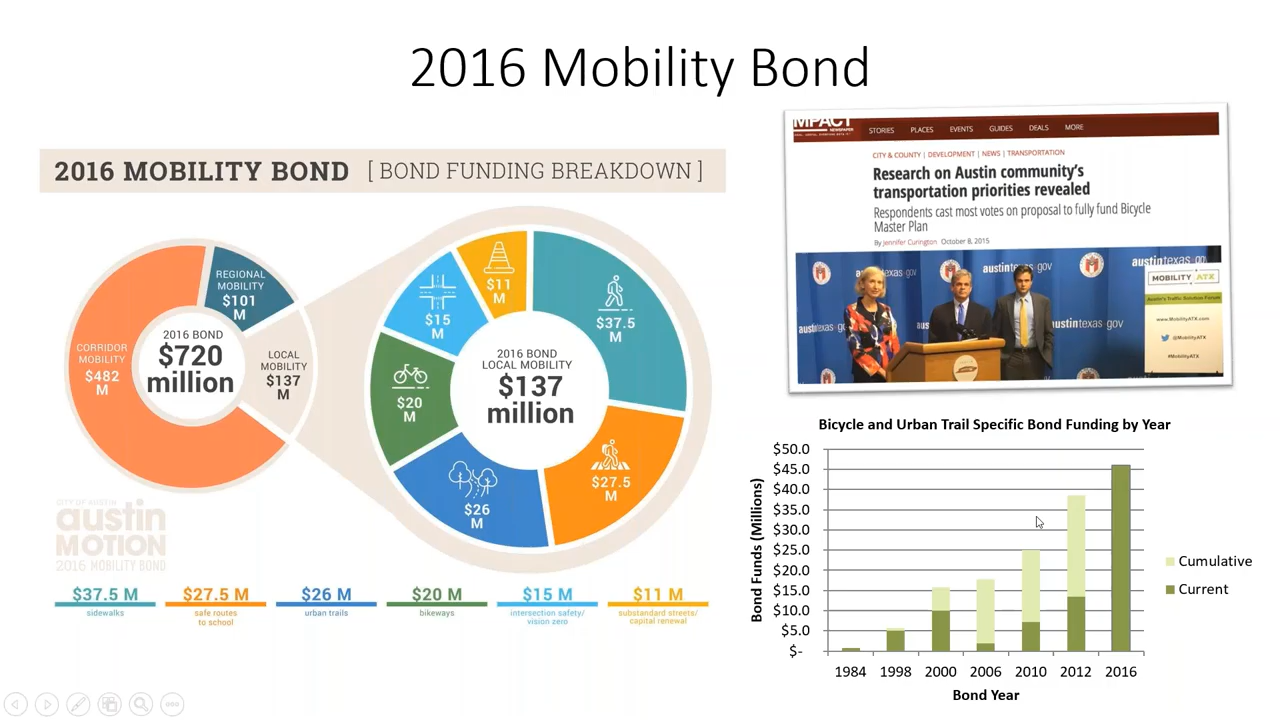 2016 Mobility Bond
2016 MOBILITY BOND [ BOND FUNDING BREAKDOWN ]
REGIONAL
MOBILITY
$101
M
CORRIDOR
MOBILITY
$482
M
2016 BOND
$720
million
LOCAL
MOBILITY
$137
M
$11
M
$15
M
$37.5
M
$20
M
2016 BOND
LOCAL MOBILITY
$137
million
$26
M
$27.5
M
CITY OF AUSTIN
austin
MOTION
2016 MOBILITY BOND
$37.5 M
sidewalks
$27.5 M
safe routes
to school
$26 M
urban trails
$20 M
bikeways
$15 M
intersection safety/
vision zero
$11 M
substandard streets/
capital renewal
IMPACT
NEWSPAPER
STORIES PLACES EVENTS GUIDES DEALS MORE
CITY & COUNTY | DEVELOPMENT | NEWS | TRANSPORTATION
Research on Austin community's
transportation priorities revealed
Respondents cast most votes on proposal to fully fund Bicycle
Master Plan
By Jennifer Curington October 8, 2015
austintexas.gov
austintexas.gov
austintexas.gov
austintexas.gov
MOBILITY ATX
Austin's Traffic Solution Forum
www.MobilityATX.com
@MobilityATX
#MobilityATX
Bicycle and Urban Trail Specific Bond Funding by Year
Bond Funds (Millions)
$50.0
$45.0
$40.0
$35.0
$30.0
$25.0
$20.0
$15.0
$10.0
$5.0
$-
1984 1998 2000 2006 2010 2012 2016
Bond Year
Cumulative
Current